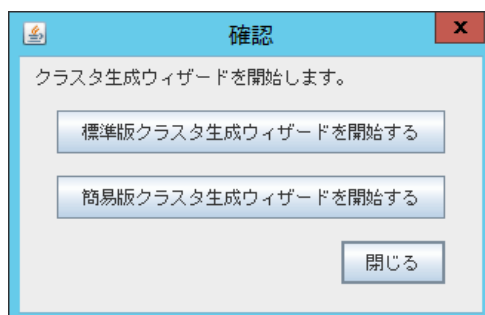 確認
クラスタ生成ウィザードを開始します。
標準版クラスタ生成ウィザードを開始する
簡易版クラスタ生成ウィザードを開始する
閉じる